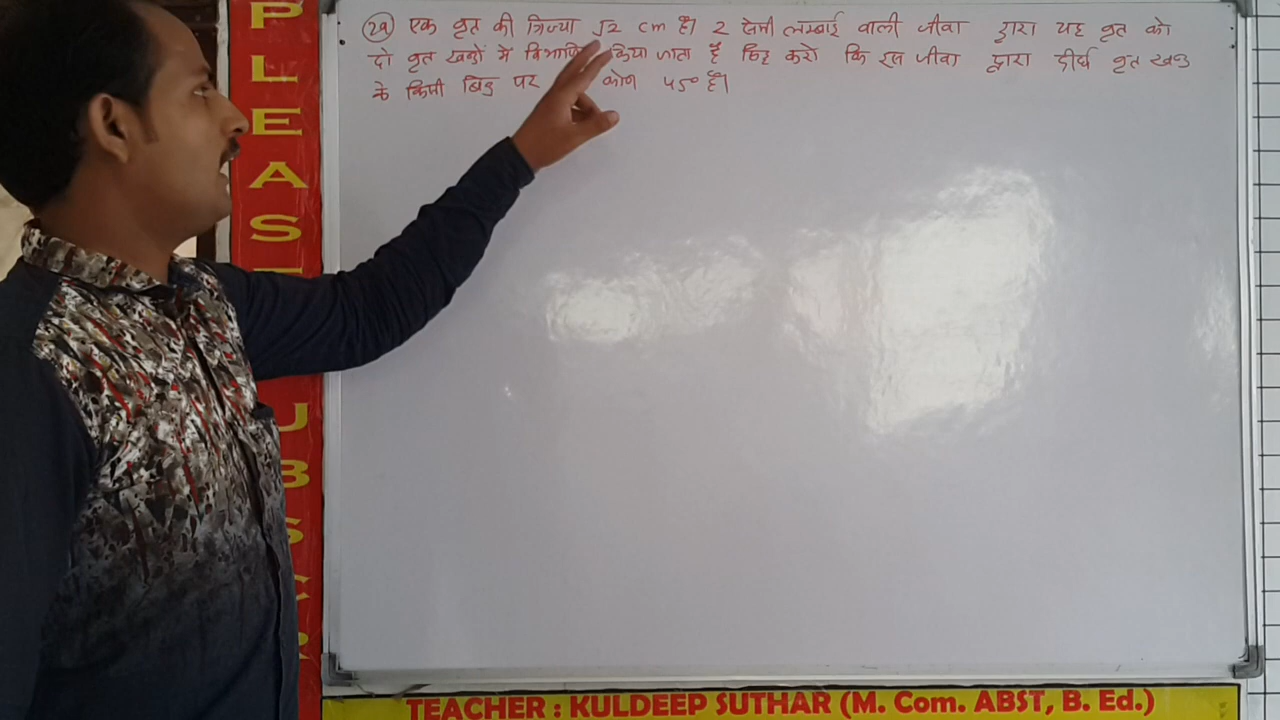 29 एक वृत की त्रिज्या √2 cm है। 2 सेमी लम्बाई वाली जीवा द्वारा यह वृत को
दो वृत खण्डों में किया जाता है सिद्ध करो कि इस जीवा द्वारा दीर्घ वृत खण्ड
के किसी बिंदु पर कोण 45° है।
PLEAS
UBSC
TEACHER : KULDEEP SUTHAR (M. Com. ABST, B. Ed.)